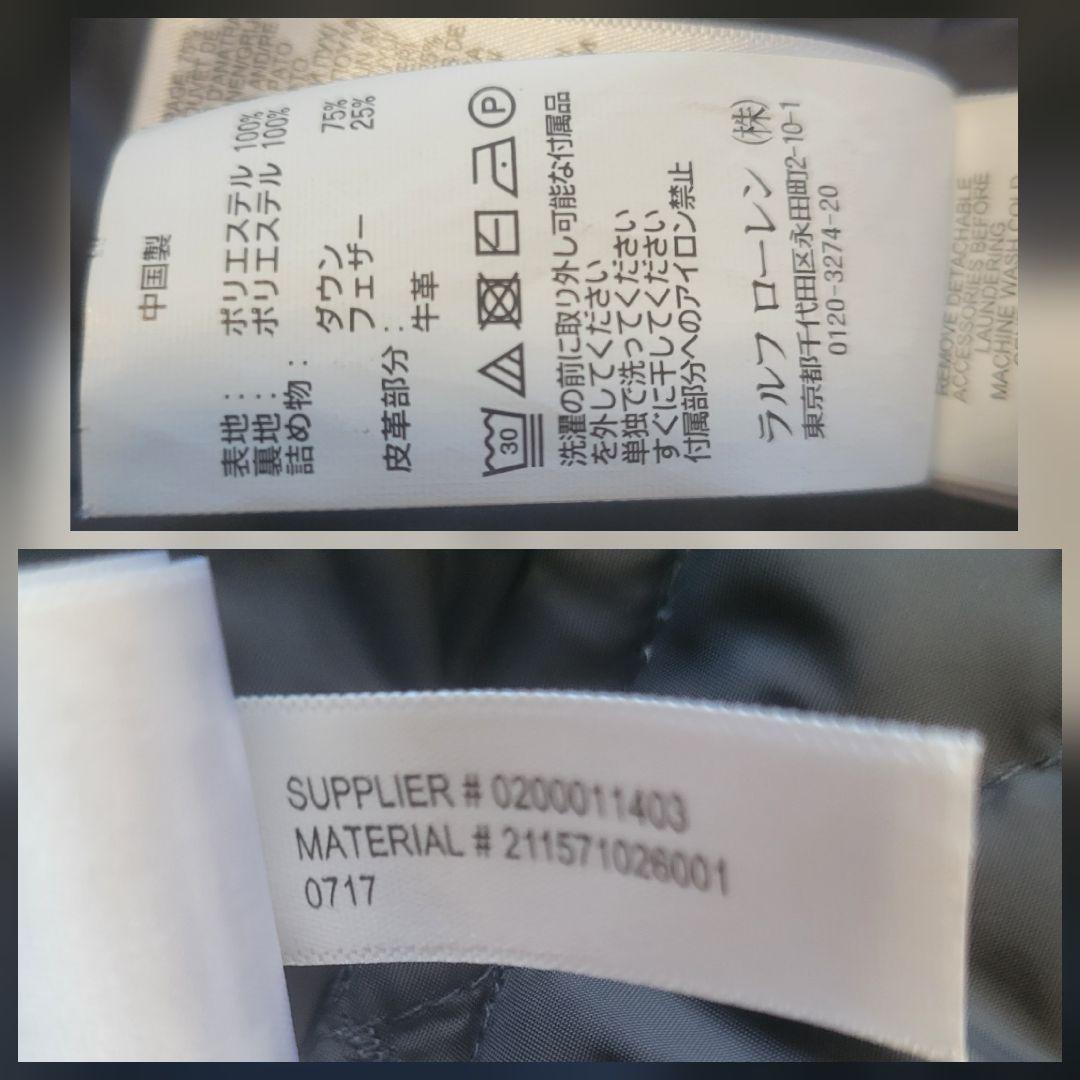 中国製
表地: ポリエステル 100%
裏地: ポリエステル 100%
詰め物:
ダウン 75%
フェザー 25%
皮革部分:
牛革
30
P
洗濯の前に取り外し可能な付属品
を外してください
単独で洗ってください
すぐに干してください
付属部分へのアイロン禁止
ラルフ ローレン (株)
東京都千代田区永田町2-10-1
0120-3274-20
REMOVE DETACHABLE
ACCESSORIES BEFORE
LAUNDERING
MACHINE WASH COLD
SUPPLIER # 0200011403
MATERIAL # 211571026001
0717